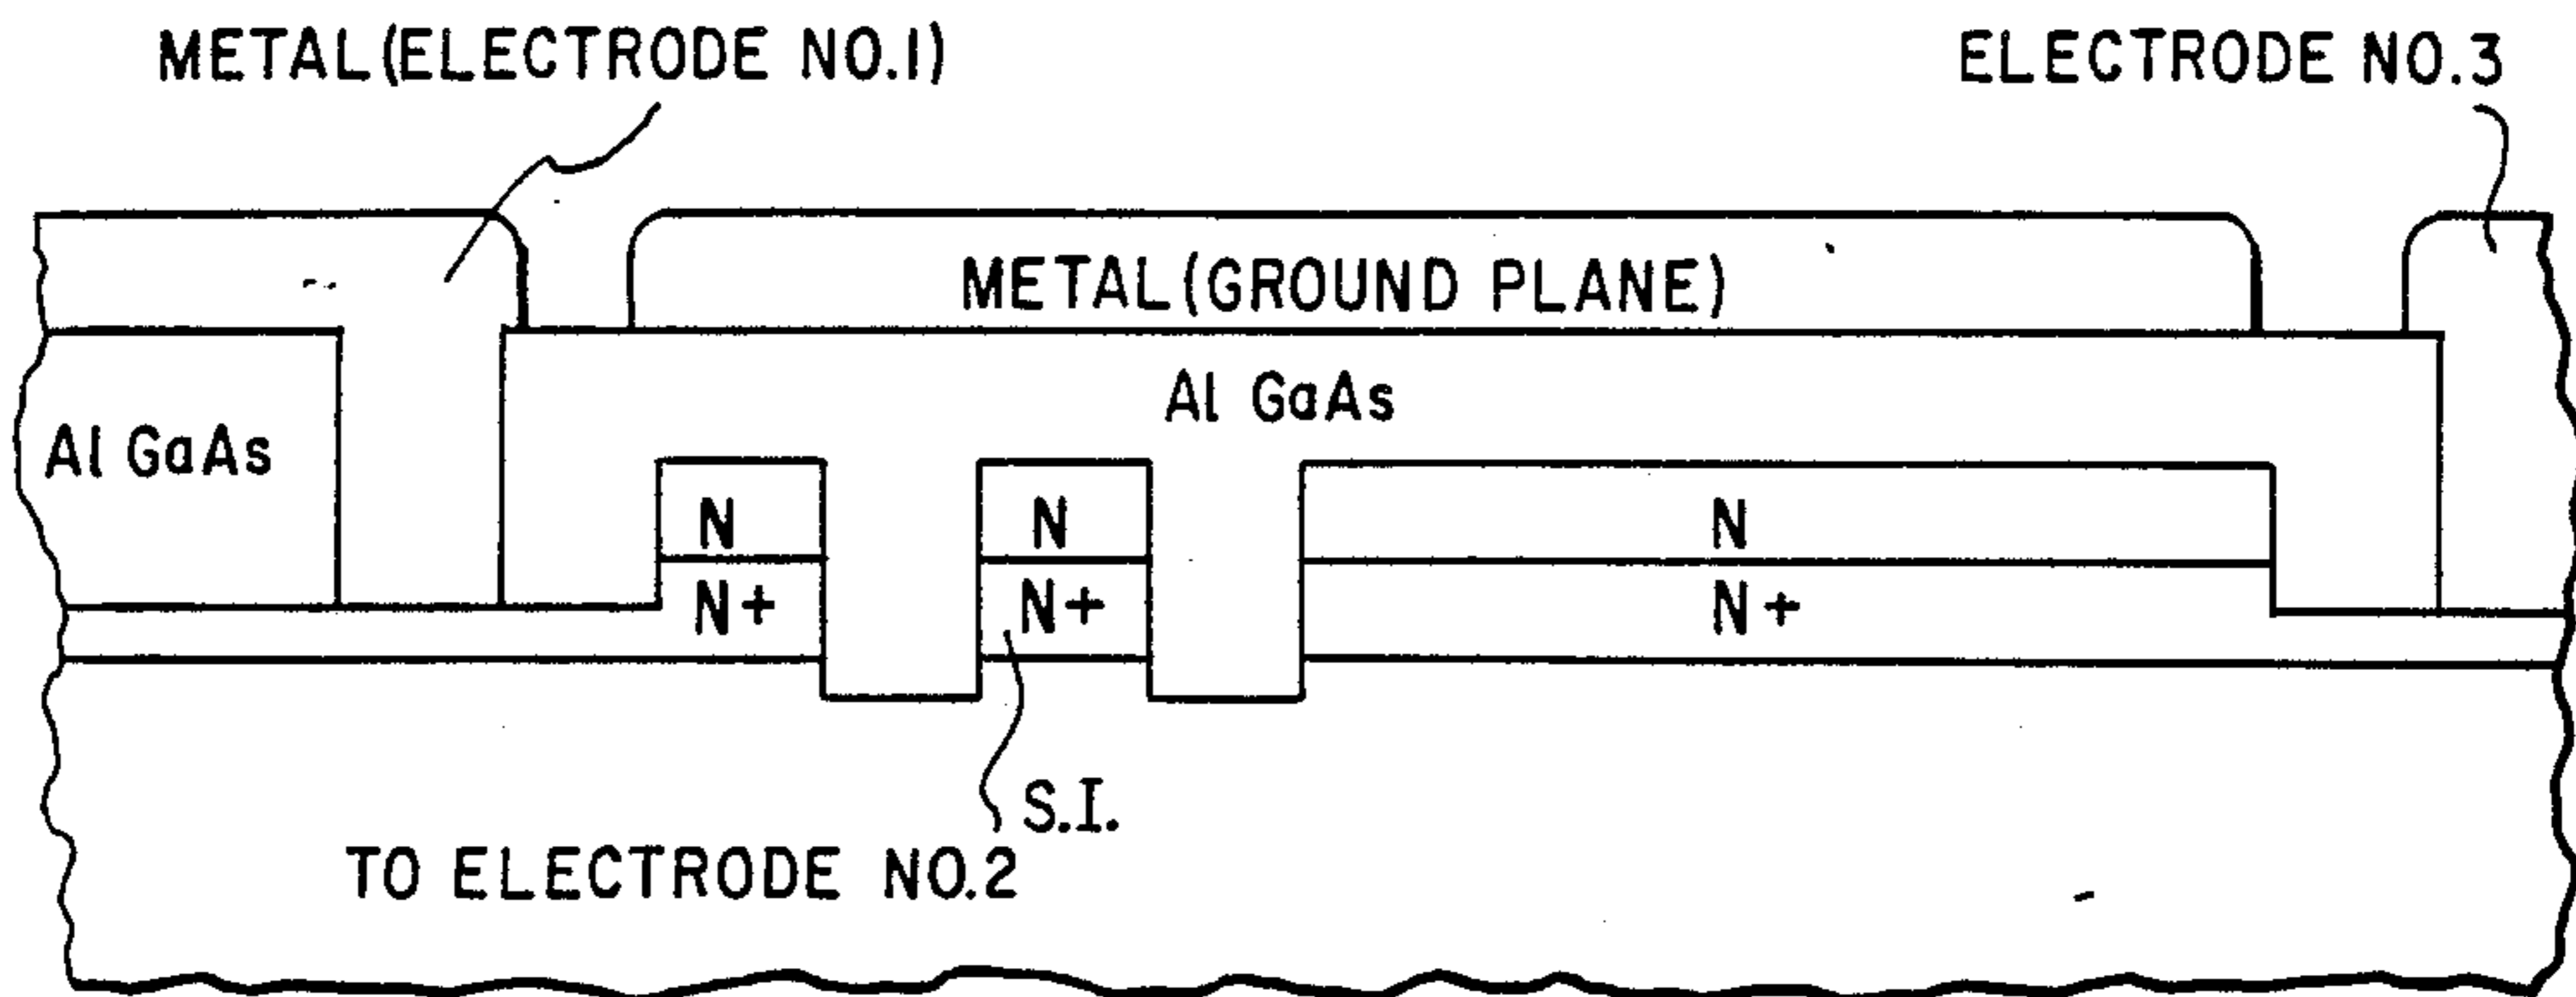 METAL(ELECTRODE NO.1)
ELECTRODE NO.3
METAL(GROUND PLANE)
Al GaAs
Al GaAs
N
N
N
N+
N+
N+
S.I.
TO ELECTRODE NO.2